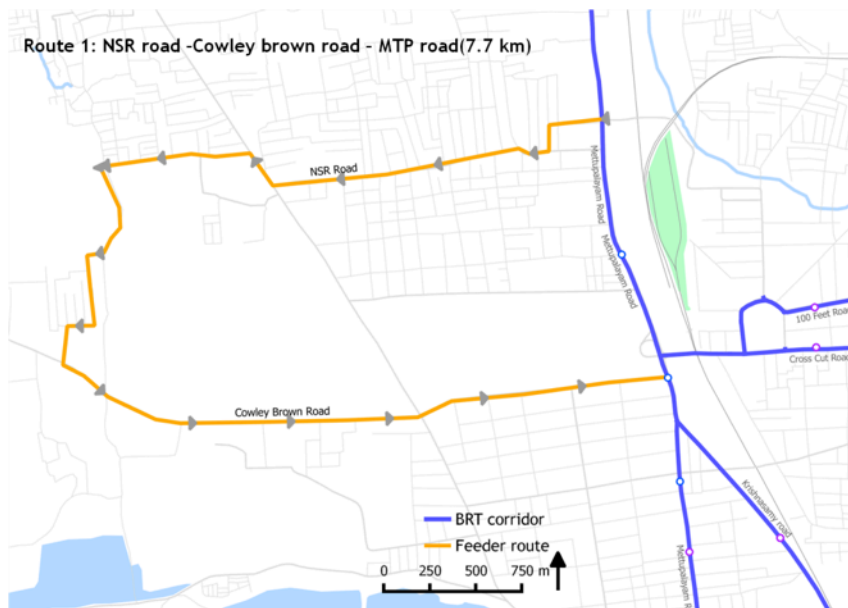 Route 1: NSR road -Cowley brown road - MTP road(7.7 km)
NSR Road
Mettupalayam Road
Mettupalayam Road
100 Feet Road
Cross Cut Road
Cowley Brown Road
Krishnasamy road
BRT corridor
Feeder route
Mettupalayam R
0 250 500 750 m